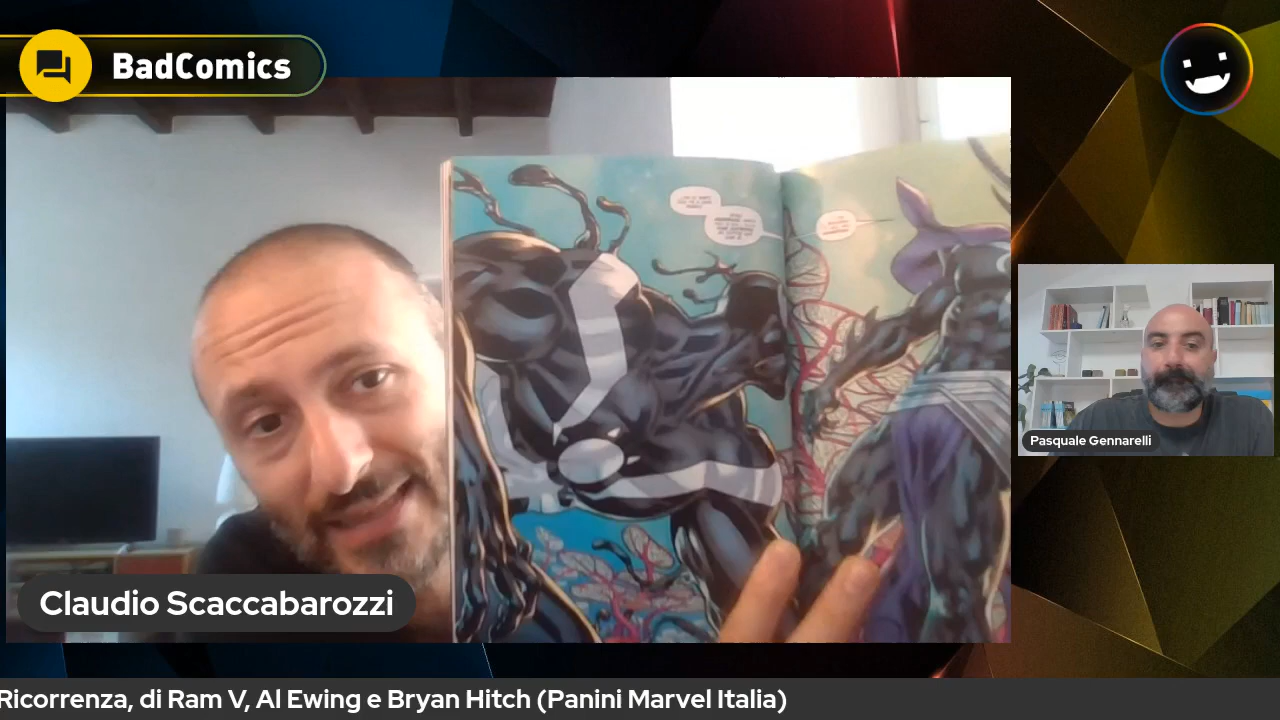 BadComics
Pasquale Gennarelli
Claudio Scaccabarozzi
Ricorrenza, di Ram V, Al Ewing e Bryan Hitch (Panini Marvel Italia)